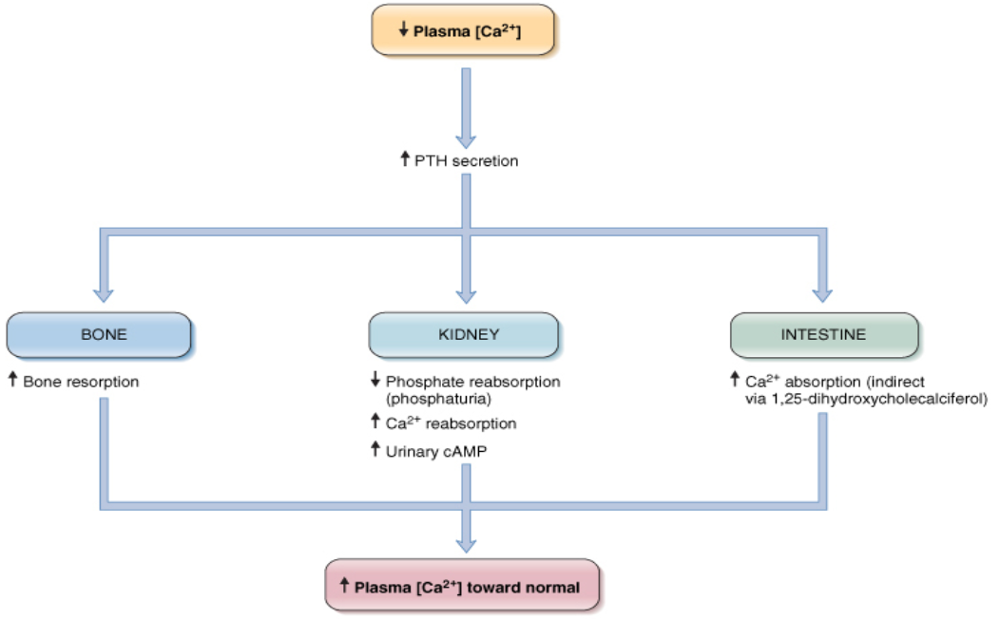 ↓ Plasma [Ca²⁺]
↑ PTH secretion
BONE
↑ Bone resorption
KIDNEY
↓ Phosphate reabsorption
(phosphaturia)
↑ Ca²⁺ reabsorption
↑ Urinary cAMP
INTESTINE
↑ Ca²⁺ absorption (indirect
via 1,25-dihydroxycholecalciferol)
↑ Plasma [Ca²⁺] toward normal